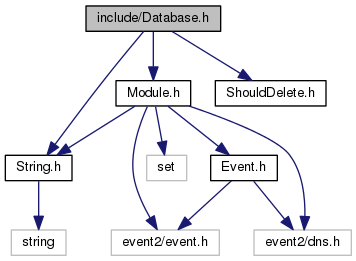 include/Database.h
Module.h
ShouldDelete.h
String.h
set
Event.h
string
event2/event.h
event2/dns.h